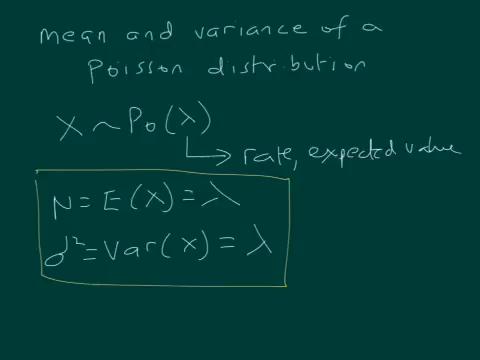 mean and variance of a
Poisson distribution
X ~ Po(λ)
rate, expected value
μ = E(X) = λ
σ² = Var(X) = λ